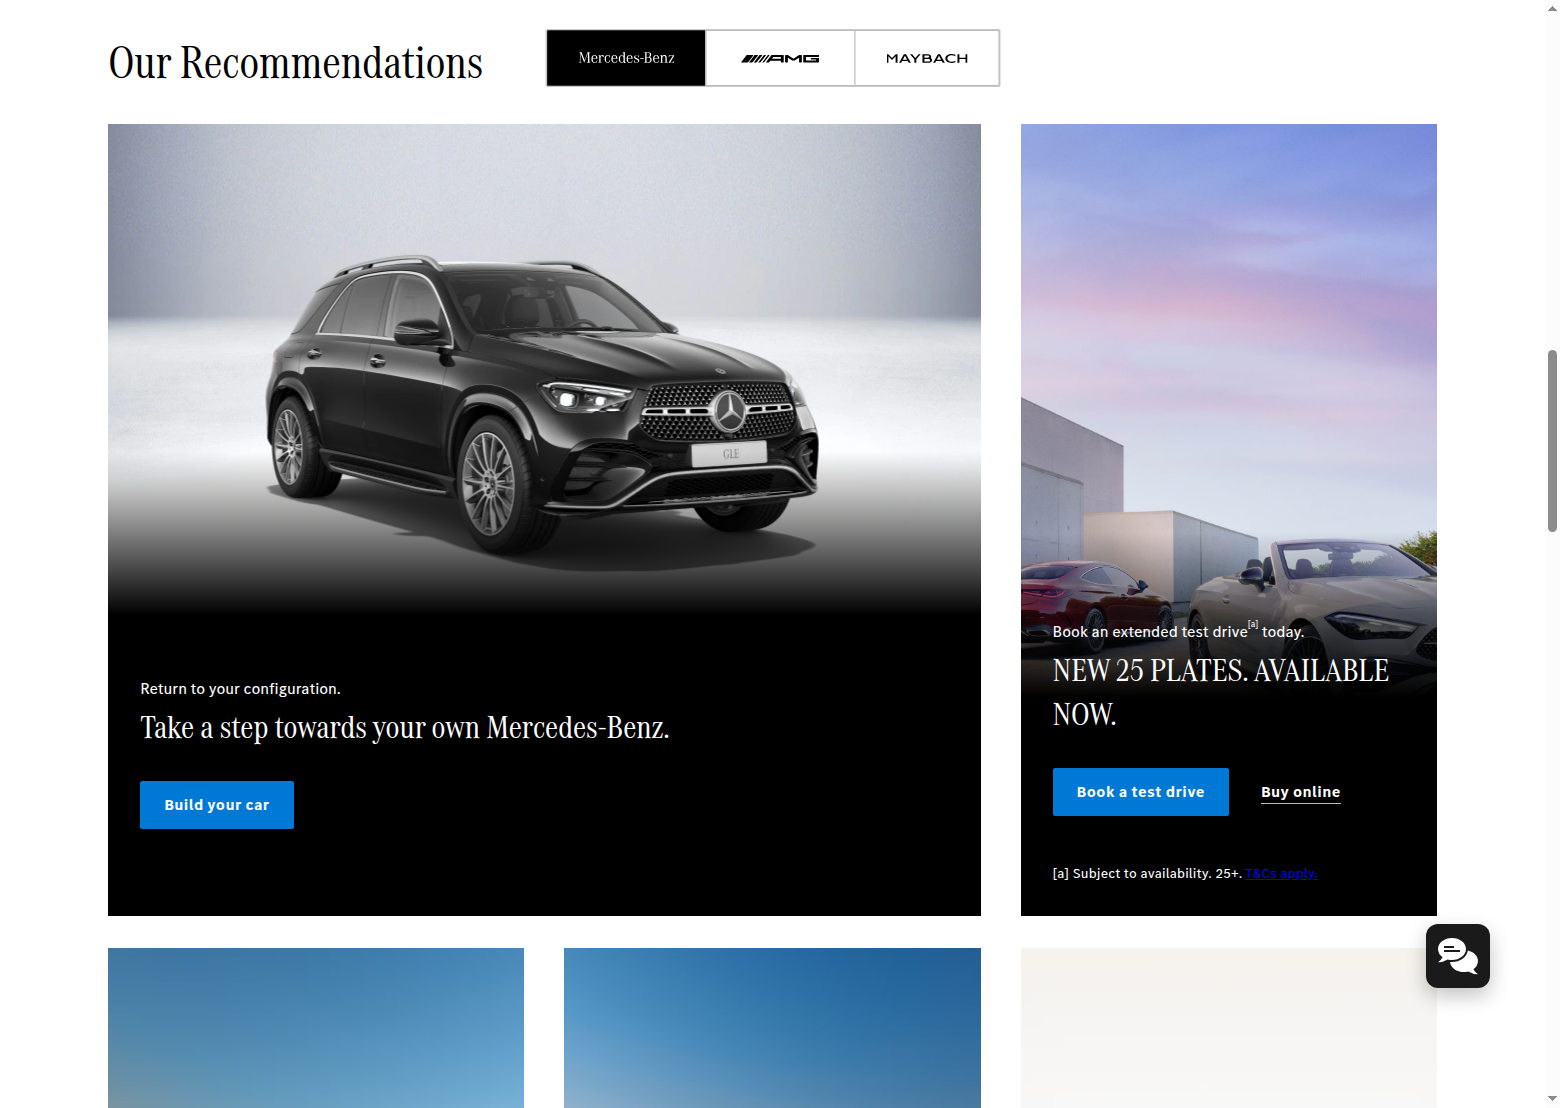 Our Recommendations
Mercedes-Benz
AMG
MAYBACH
GLE
Return to your configuration.
Take a step towards your own Mercedes-Benz.
Build your car
Book an extended test drive[a] today.
NEW 25 PLATES. AVAILABLE
NOW.
Book a test drive
Buy online
[a] Subject to availability. 25+. T&Cs apply.